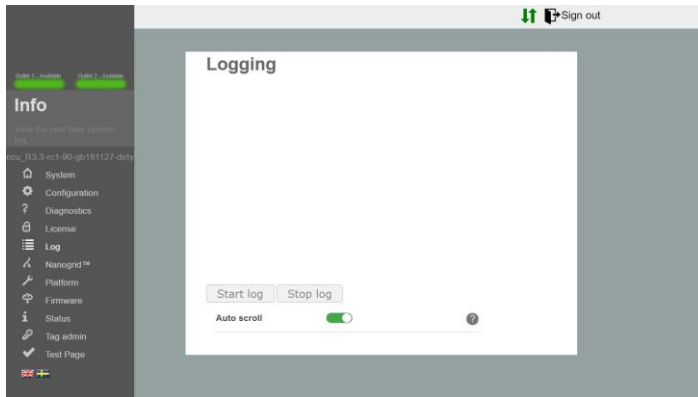 Sign out
Outlet 1 - Available Outlet 2 - Available
Logging
Info
View the real time system
log.
ccu_R3.3-rc1-90-gb181127-dirty
System
Configuration
Diagnostics
License
Log
Nanogrid™
Platform
Firmware
Status
Tag admin
Test Page
Start log Stop log
Auto scroll
?